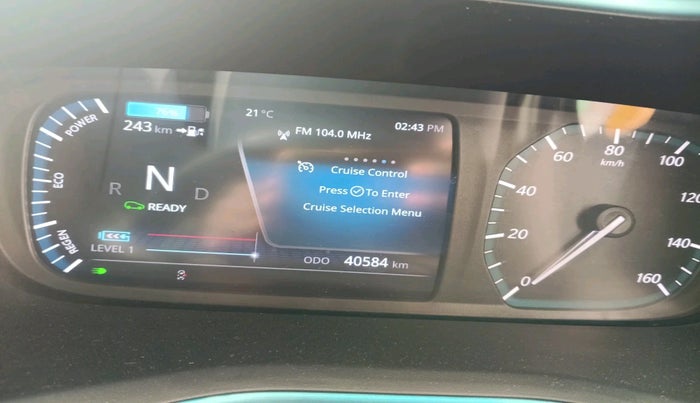 POWER
ECO
REGEN
243 km
R N D
READY
LEVEL 1
21 °C
02:43 PM
FM 104.0 MHz
Cruise Control
Press To Enter
Cruise Selection Menu
ODO 40584 km
0
20
40
60
80
km/h
100
120
140
160